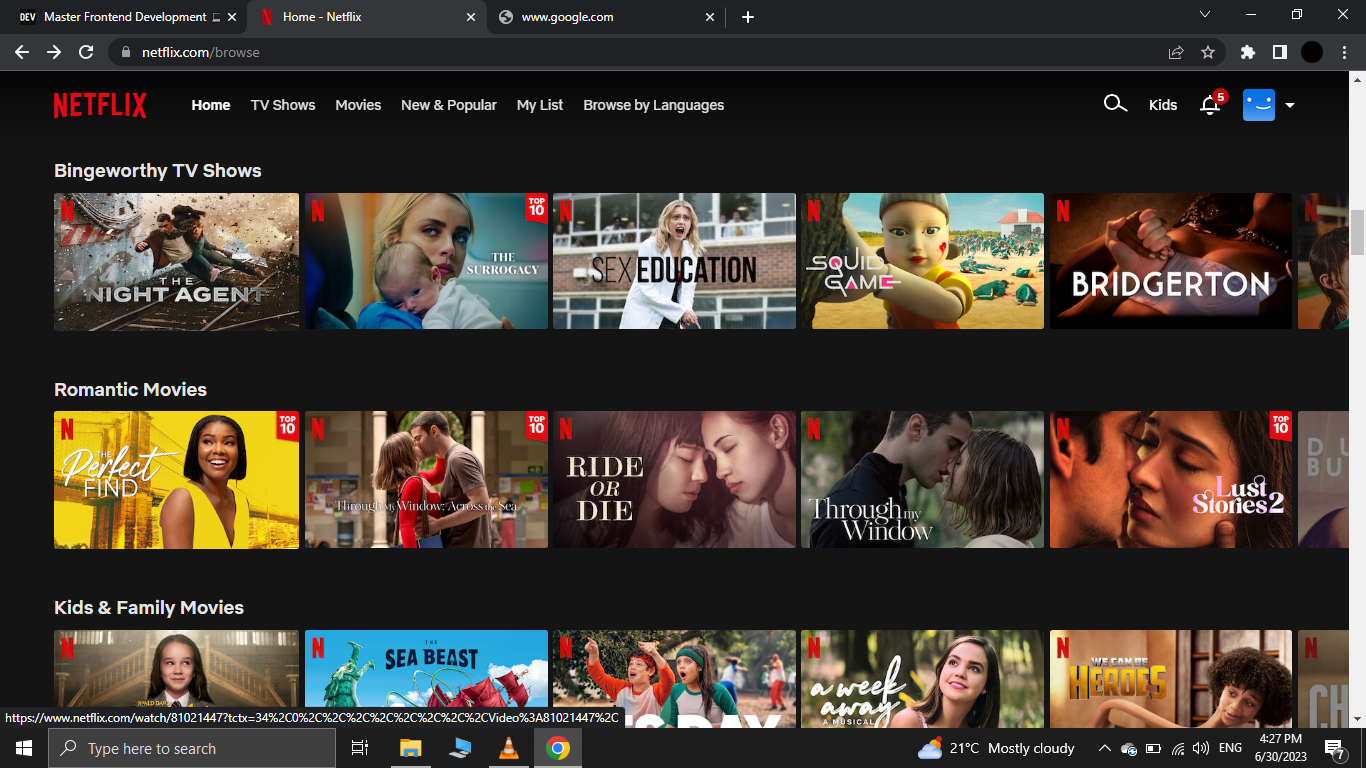 DEV Master Frontend Development
Home - Netflix
www.google.com
netflix.com/browse
NETFLIX
Home
TV Shows
Movies
New & Popular
My List
Browse by Languages
Kids
5
Bingeworthy TV Shows
N
THE
NIGHT AGENT
N
TOP
10
THE
SURROGACY
N
SEX EDUCATION
N
SQUID
GAME
N
BRIDGERTON
N
Romantic Movies
N
TOP
10
THE
Perfect
FIND
N
TOP
10
Through My Window: Across the Sea
N
RIDE
OR
DIE
N
Through my
Window
N
TOP
10
Lust
Stories 2
D
BU
Kids & Family Movies
N
ROALD DAHL
N
THE
SEA BEAST
N
S DAY
N
a week
away
A MUSICAL
N
WE CAN BE
HEROES
N
CH
https://www.netflix.com/watch/81021447?tctx=34%2C0%2C%2C%2C%2C%2C%2C%2C%2CVideo%3A81021447%2C
Type here to search
21°C Mostly cloudy
ENG
4:27 PM
6/30/2023
7